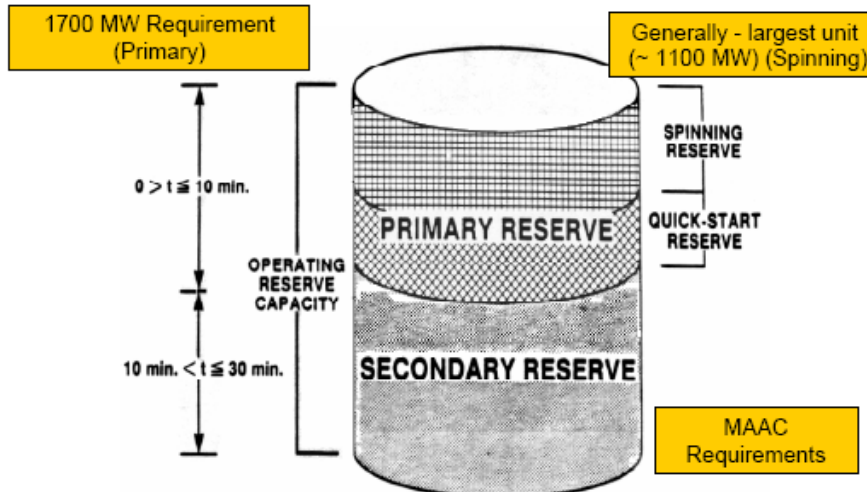 1700 MW Requirement
(Primary)
Generally - largest unit
(~ 1100 MW) (Spinning)
SPINNING
RESERVE
0 > t ≦ 10 min.
PRIMARY RESERVE
QUICK-START
RESERVE
OPERATING
RESERVE
CAPACITY
10 min. < t ≦ 30 min.
SECONDARY RESERVE
MAAC
Requirements